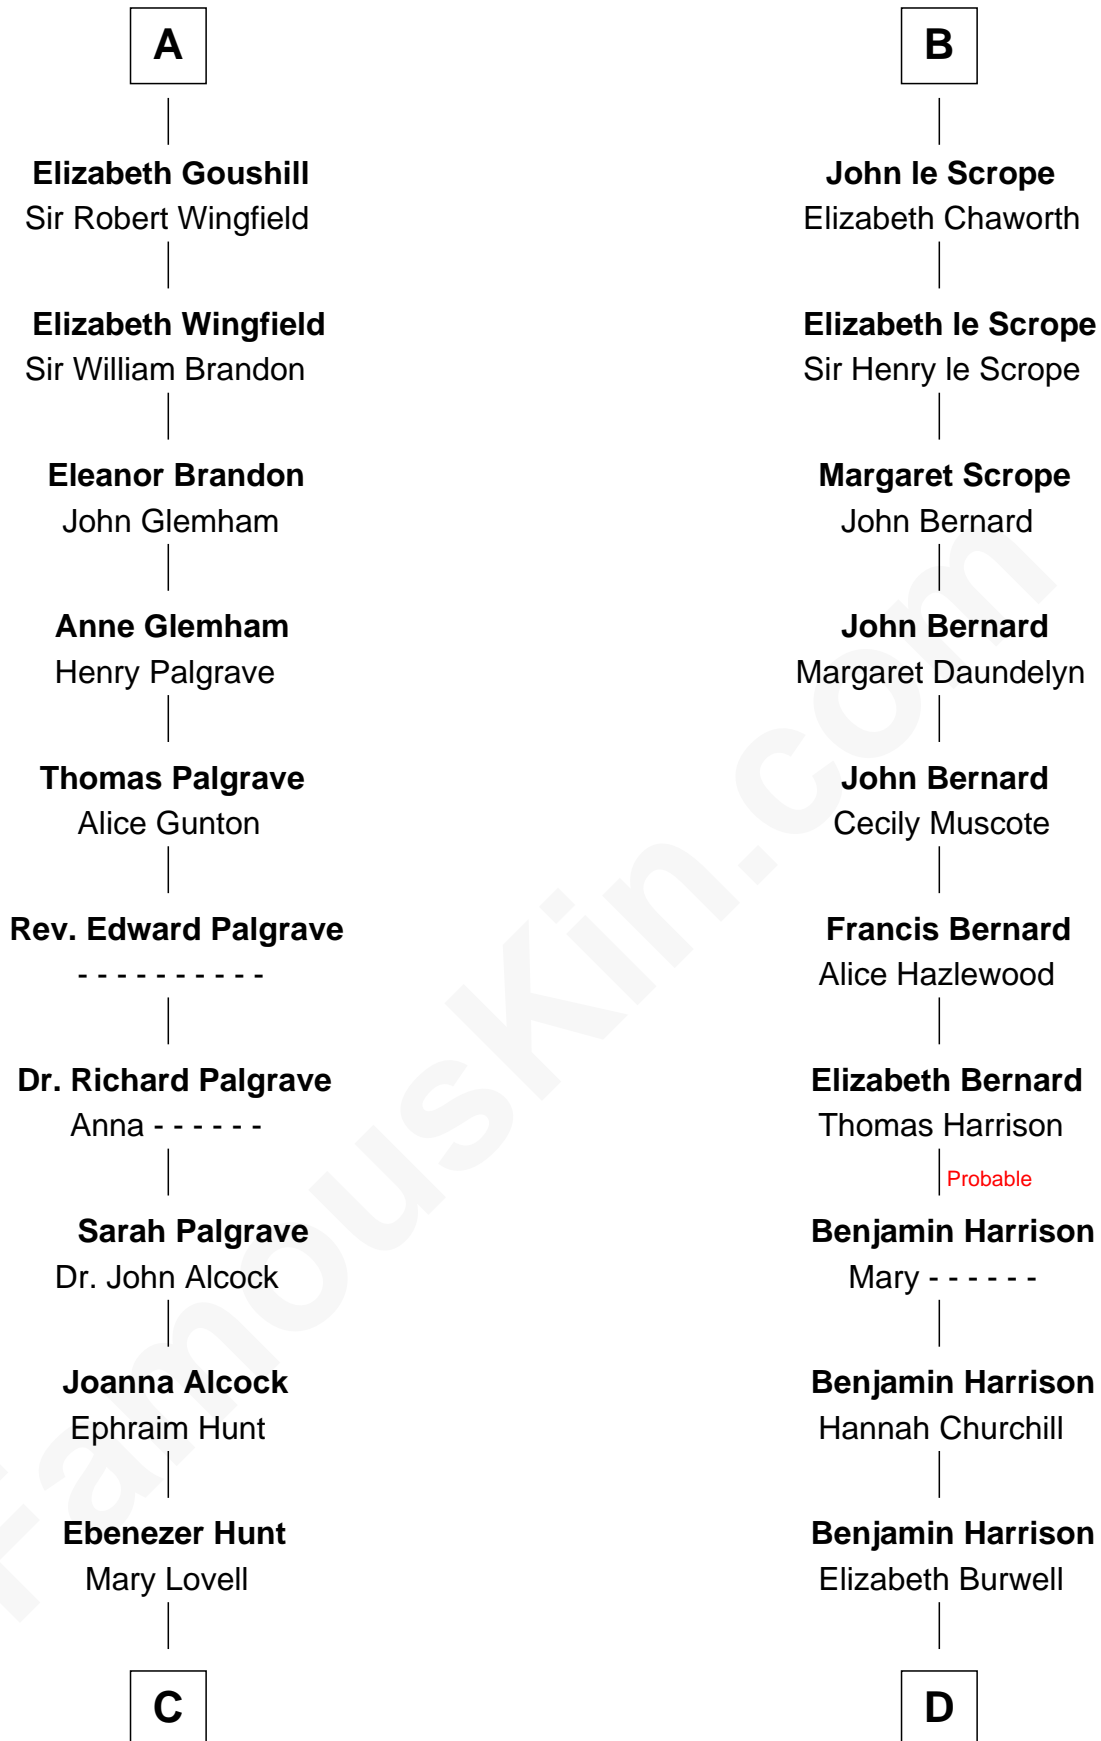 A
Elizabeth Goushill
Sir Robert Wingfield
Elizabeth Wingfield
Sir William Brandon
Eleanor Brandon
John Glemham
Anne Glemham
Henry Palgrave
Thomas Palgrave
Alice Gunton
Rev. Edward Palgrave
- - - - - - - - - -
Dr. Richard Palgrave
Anna - - - - - -
Sarah Palgrave
Dr. John Alcock
Joanna Alcock
Ephraim Hunt
Ebenezer Hunt
Mary Lovell
C
B
John le Scrope
Elizabeth Chaworth
Elizabeth le Scrope
Sir Henry le Scrope
Margaret Scrope
John Bernard
John Bernard
Margaret Daundelyn
John Bernard
Cecily Muscote
Francis Bernard
Alice Hazlewood
Elizabeth Bernard
Thomas Harrison
Probable
Benjamin Harrison
Mary - - - - - -
Benjamin Harrison
Hannah Churchill
Benjamin Harrison
Elizabeth Burwell
D
FamousKin.com